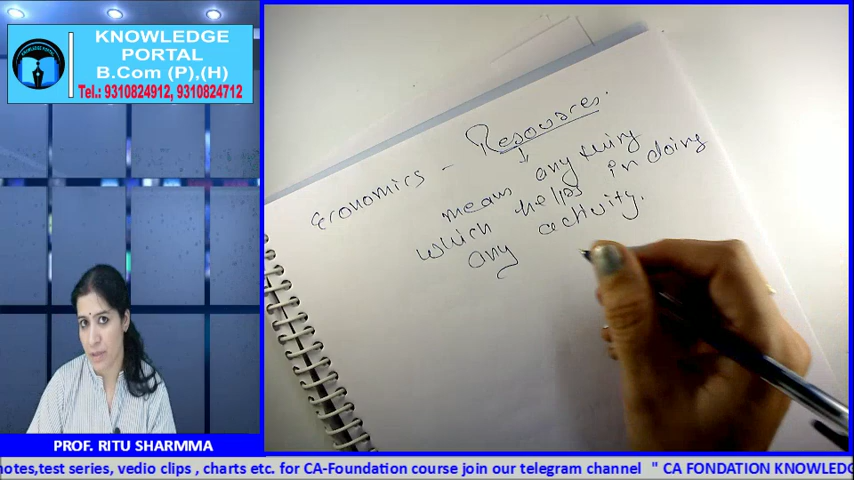 KNOWLEDGE
PORTAL
B.Com (P),(H)
Tel.: 9310824912, 9310824712
Economics - Resources.
means any thing
which helps in doing
any activity.
PROF. RITU SHARMMA
notes,test series, vedio clips , charts etc. for CA-Foundation course join our telegram channel " CA FONDATION KNOWLEDG